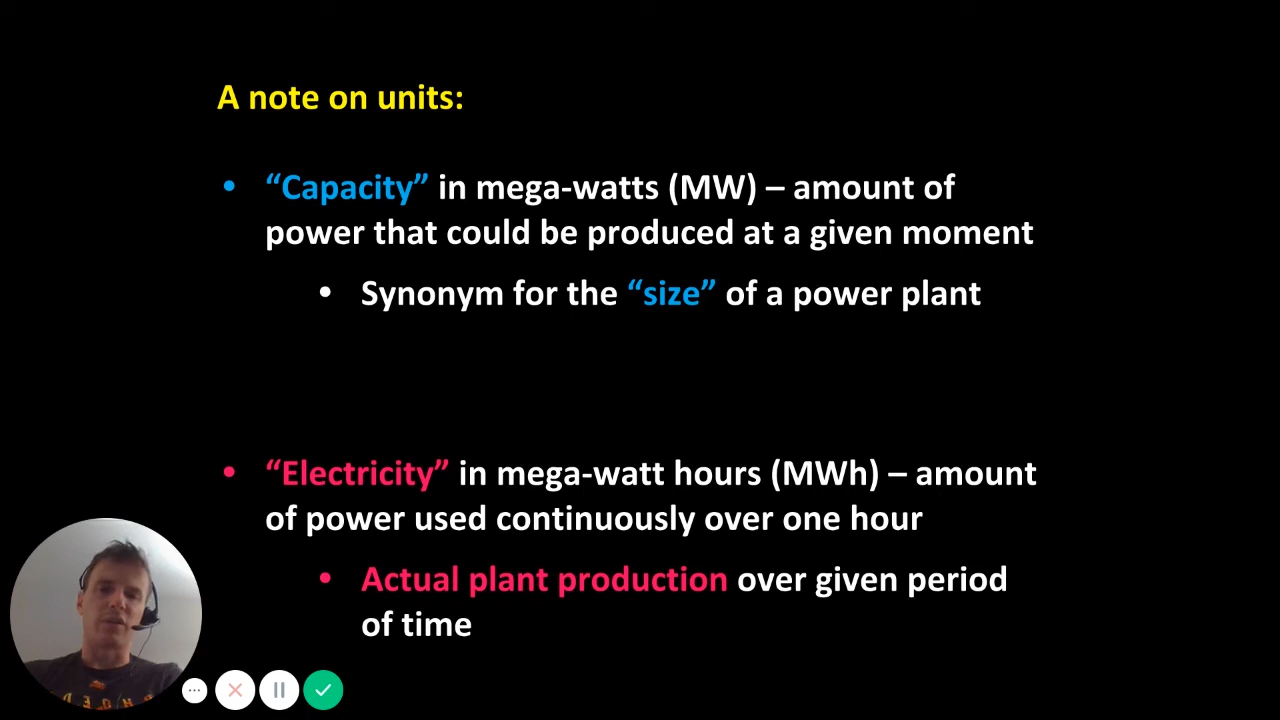 A note on units:
• “Capacity” in mega-watts (MW) – amount of
power that could be produced at a given moment
• Synonym for the “size” of a power plant
• “Electricity” in mega-watt hours (MWh) – amount
of power used continuously over one hour
• Actual plant production over given period
of time